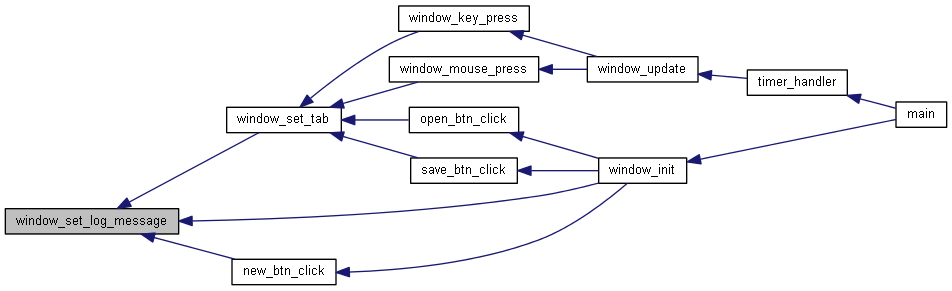 window_key_press
window_mouse_press
window_update
timer_handler
main
window_set_tab
open_btn_click
save_btn_click
window_init
window_set_log_message
new_btn_click